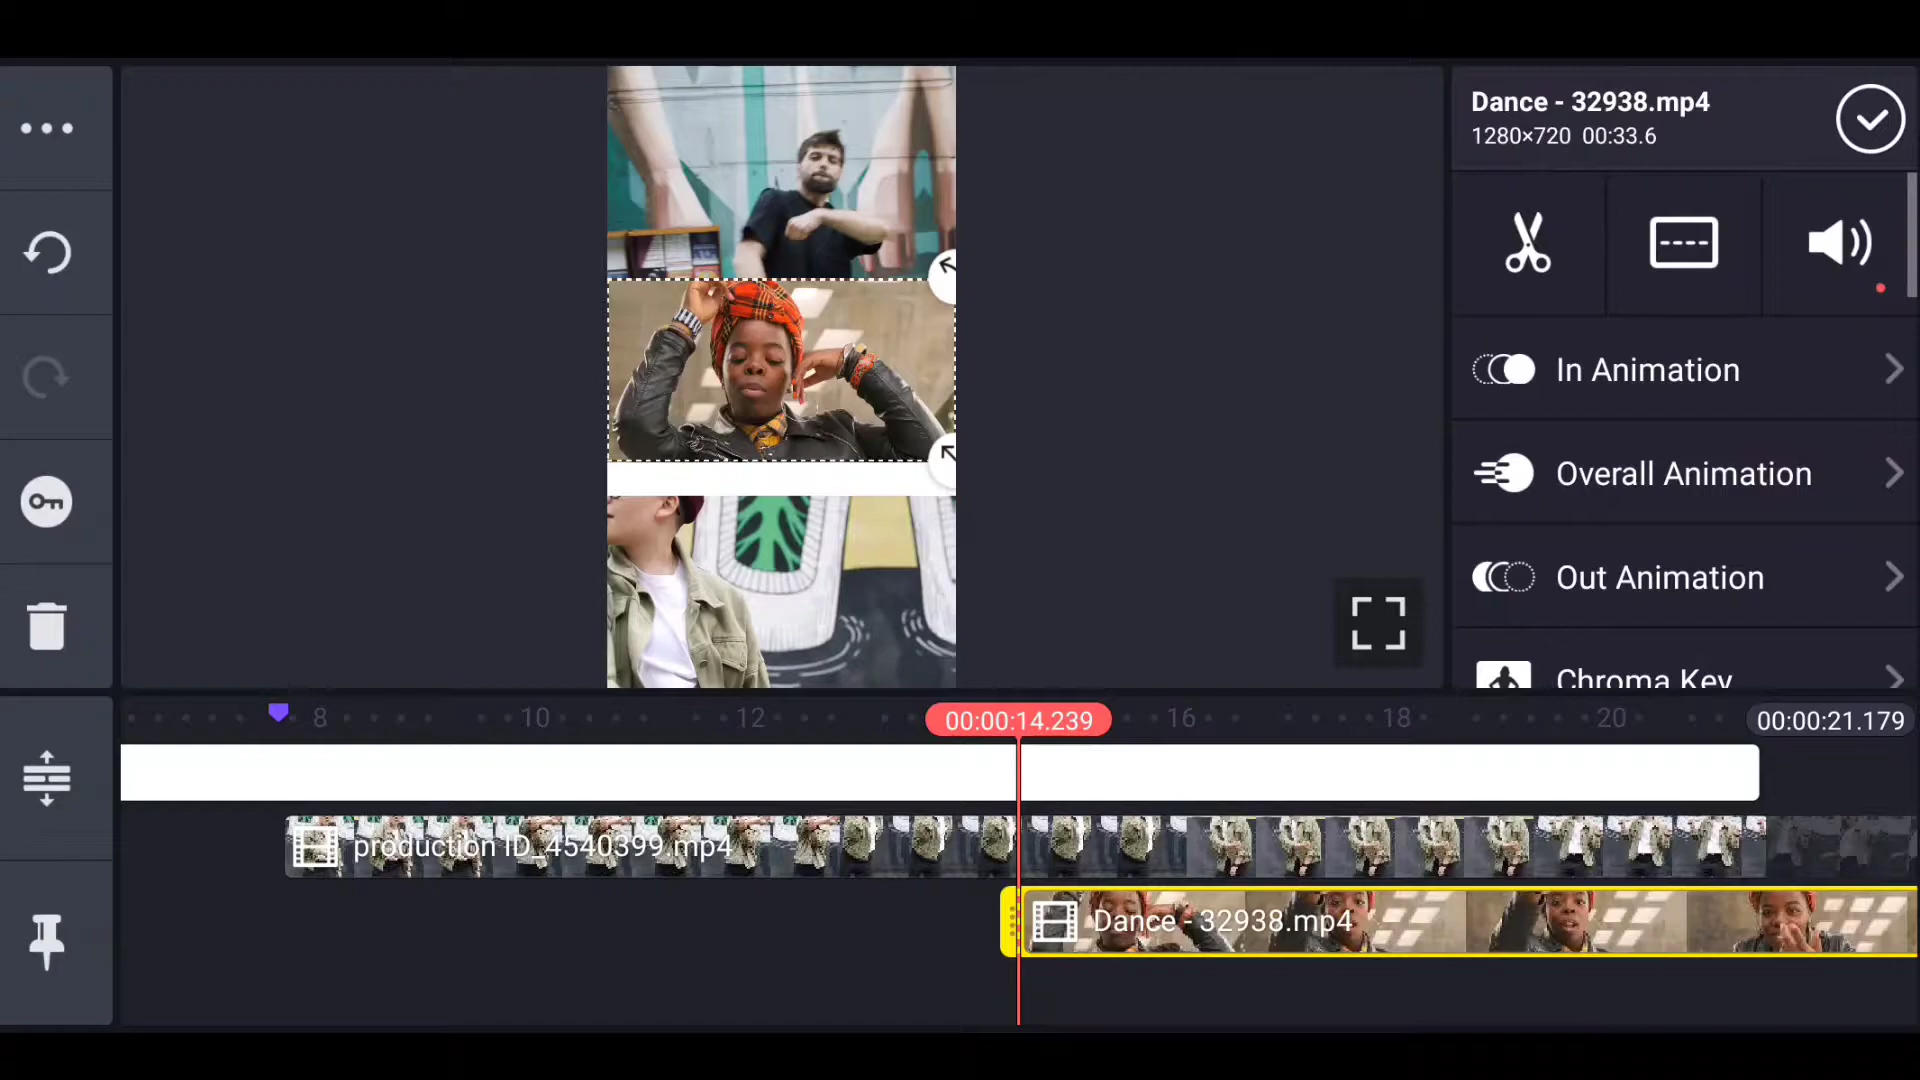 Dance - 32938.mp4
1280×720 00:33.6
In Animation
Overall Animation
Out Animation
Chroma Key
8 10 12 00:00:14.239 16 18 20 00:00:21.179
production ID_4540399.mp4
Dance - 32938.mp4